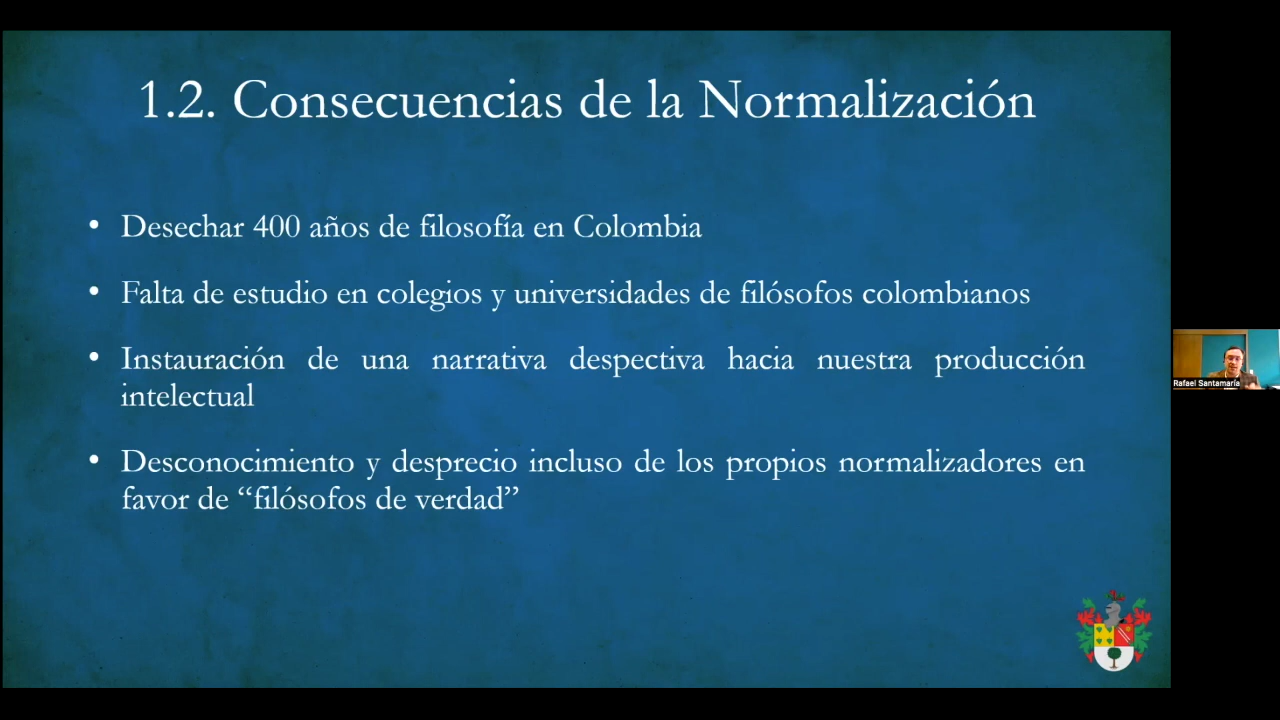 1.2. Consecuencias de la Normalización
• Desechar 400 años de filosofía en Colombia
• Falta de estudio en colegios y universidades de filósofos colombianos
• Instauración de una narrativa despectiva hacia nuestra producción
intelectual
• Desconocimiento y desprecio incluso de los propios normalizadores en
favor de “filósofos de verdad”
Rafael Santamaría